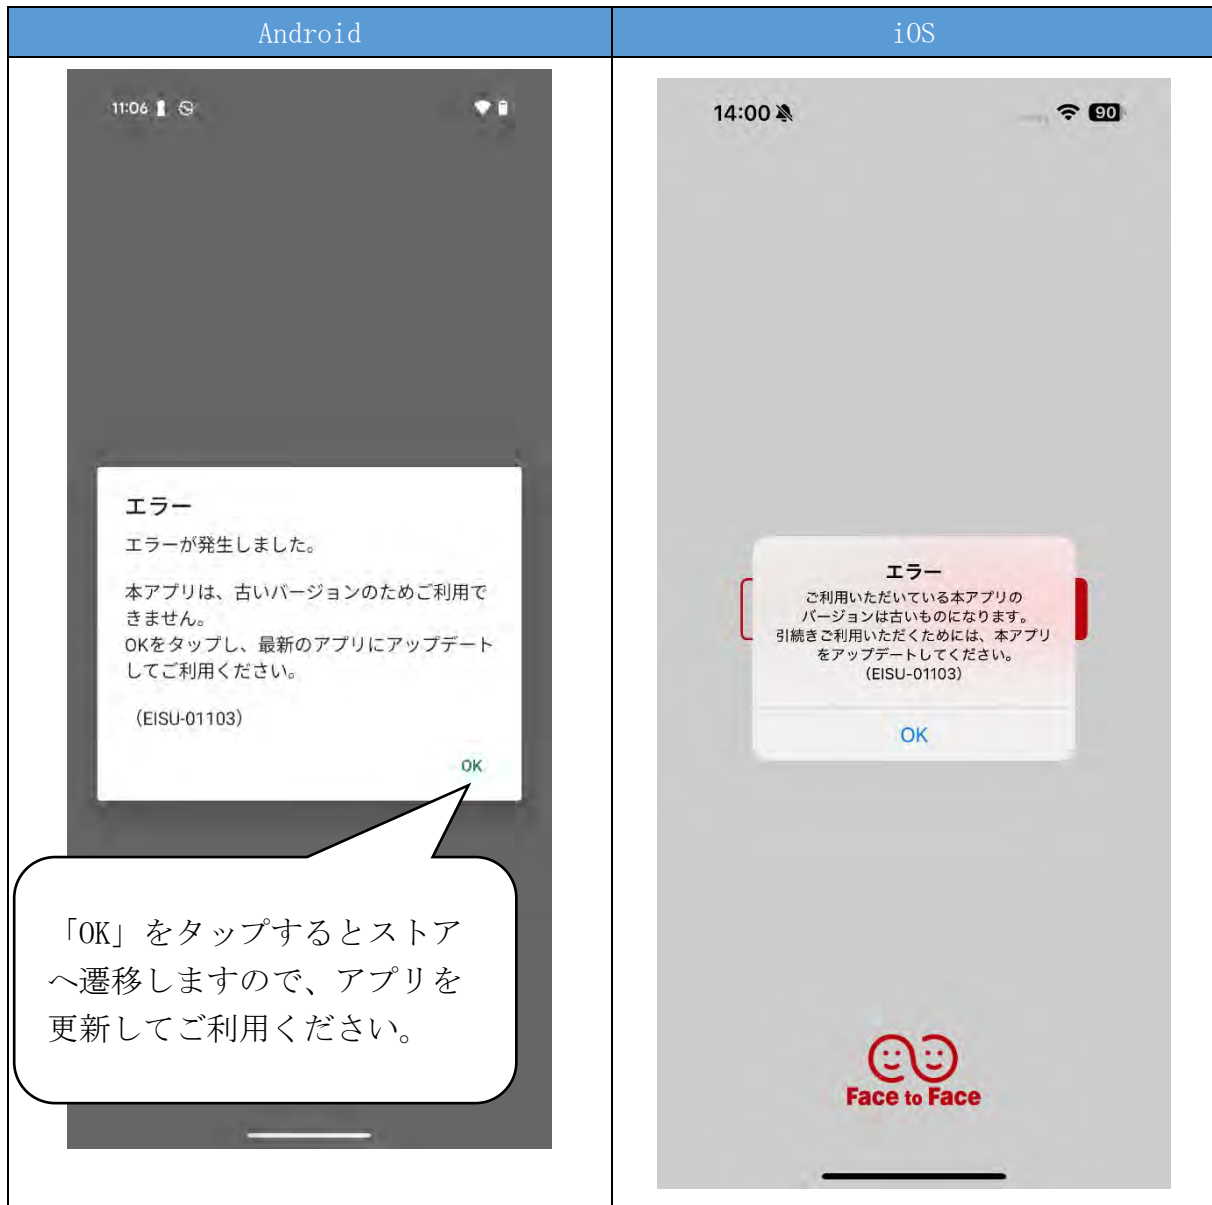 Android
iOS
11:06
エラー
エラーが発生しました。
本アプリは、古いバージョンのためご利用で
きません。
OKをタップし、最新のアプリにアップデート
してご利用ください。
（EISU-01103）
OK
「OK」をタップするとストア
へ遷移しますので、アプリを
更新してご利用ください。
14:00
90
エラー
ご利用いただいている本アプリの
バージョンは古いものになります。
引続きご利用いただくためには、本アプリ
をアップデートしてください。
（EISU-01103）
OK
Face to Face